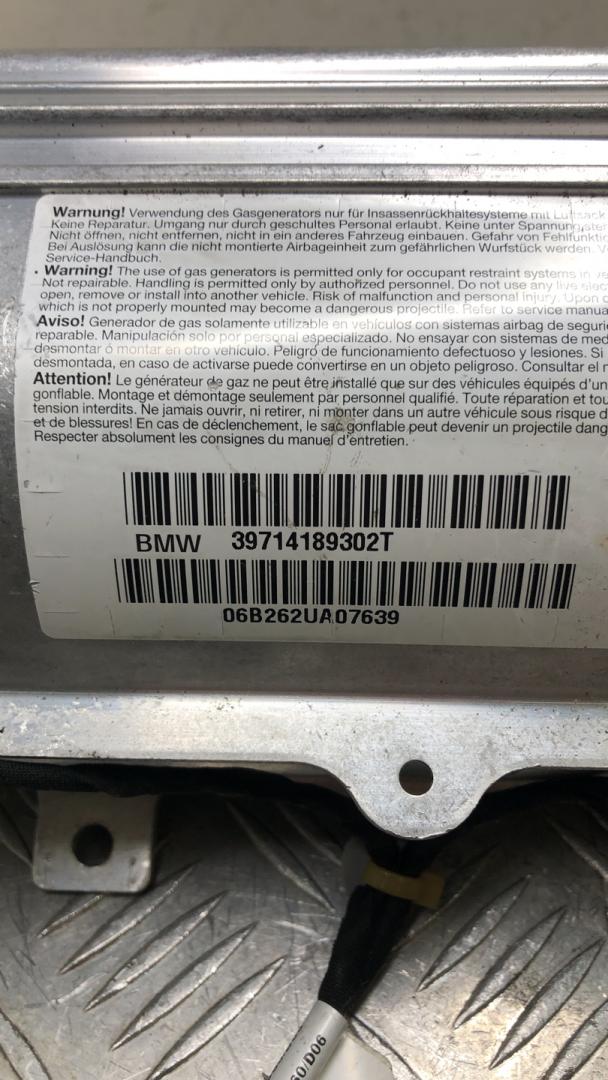 Warnung! Verwendung des Gasgenerators nur für Insassenrückhaltesysteme mit
Keine Reparatur. Umgang nur durch geschultes Personal erlaubt. Keine unter
Nicht öffnen, nicht entfernen, nicht in ein anderes Fahrzeug einbauen. Gefahr von
Bei Auslösung kann die nicht montierte Airbageinheit zum gefährlichen Wurfstück werden.
Service-Handbuch.
Warning! The use of gas generators is permitted only for occupant restraint systems in
Not repairable. Handling is permitted only by authorized personnel. Do not use any live
open, remove or install into another vehicle. Risk of malfunction and personal injury. Upon
which is not properly mounted may become a dangerous projectile. Refer to service
Aviso! Generador de gas solamente utilizable en vehículos con sistemas airbag de
reparable. Manipulación solo por personal especializado. No ensayar con sistemas de
desmontar ó montar en otro vehículo. Peligro de funcionamiento defectuoso y lesiones. Si
desmontada, en caso de activarse puede convertirse en un objeto peligroso. Consultar el
Attention! Le générateur de gaz ne peut être installé que sur des véhicules équipés d'un
gonflable. Montage et démontage seulement par personnel qualifié. Toute réparation et
tension interdits. Ne jamais ouvrir, ni retirer, ni monter dans un autre véhicule sous risque
et de blessures! En cas de déclenchement, le sac gonflable peut devenir un projectile
Respecter absolument les consignes du manuel d'entretien.
BMW 39714189302T
06B262UA07639
60/D06